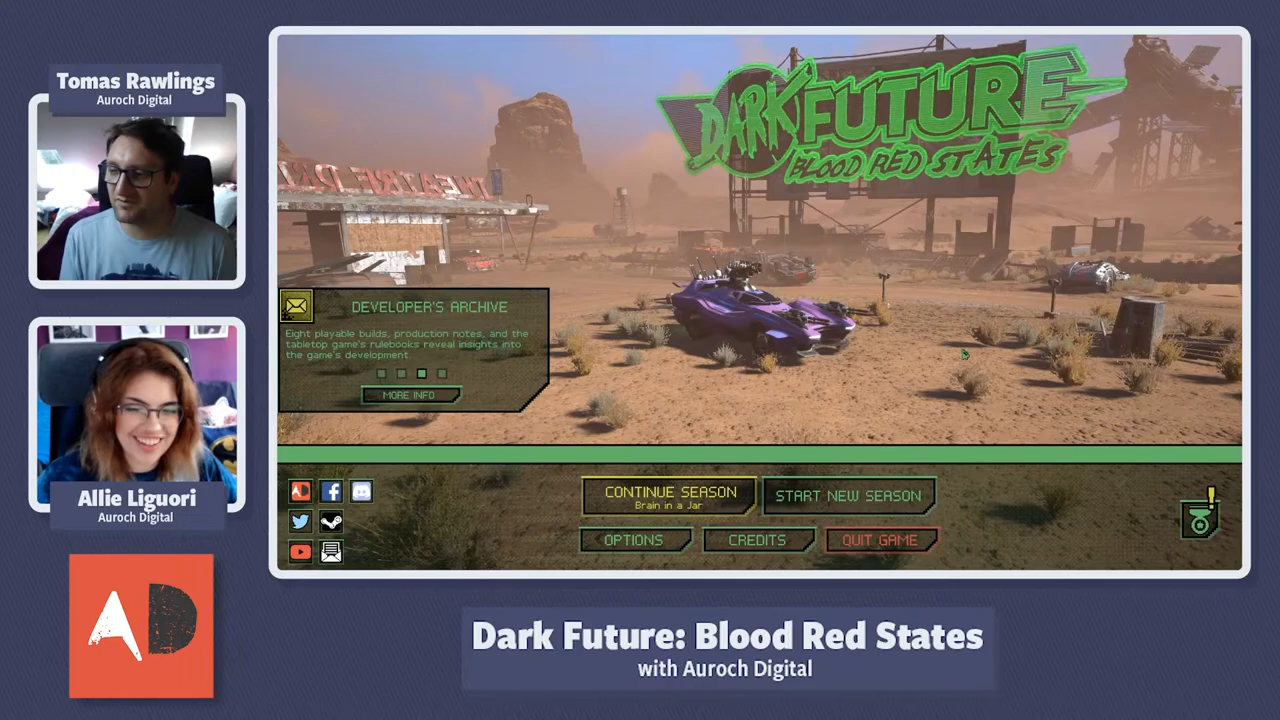 Tomas Rawlings
Auroch Digital
Allie Liguori
Auroch Digital
AD
DARK FUTURE
BLOOD RED STATES
DEVELOPER'S ARCHIVE
Eight playable builds, production notes, and the
tabletop game's rulebooks reveal insights into
the game's development.
MORE INFO
CONTINUE SEASON
Brain in a Jar
START NEW SEASON
OPTIONS
CREDITS
QUIT GAME
Dark Future: Blood Red States
with Auroch Digital